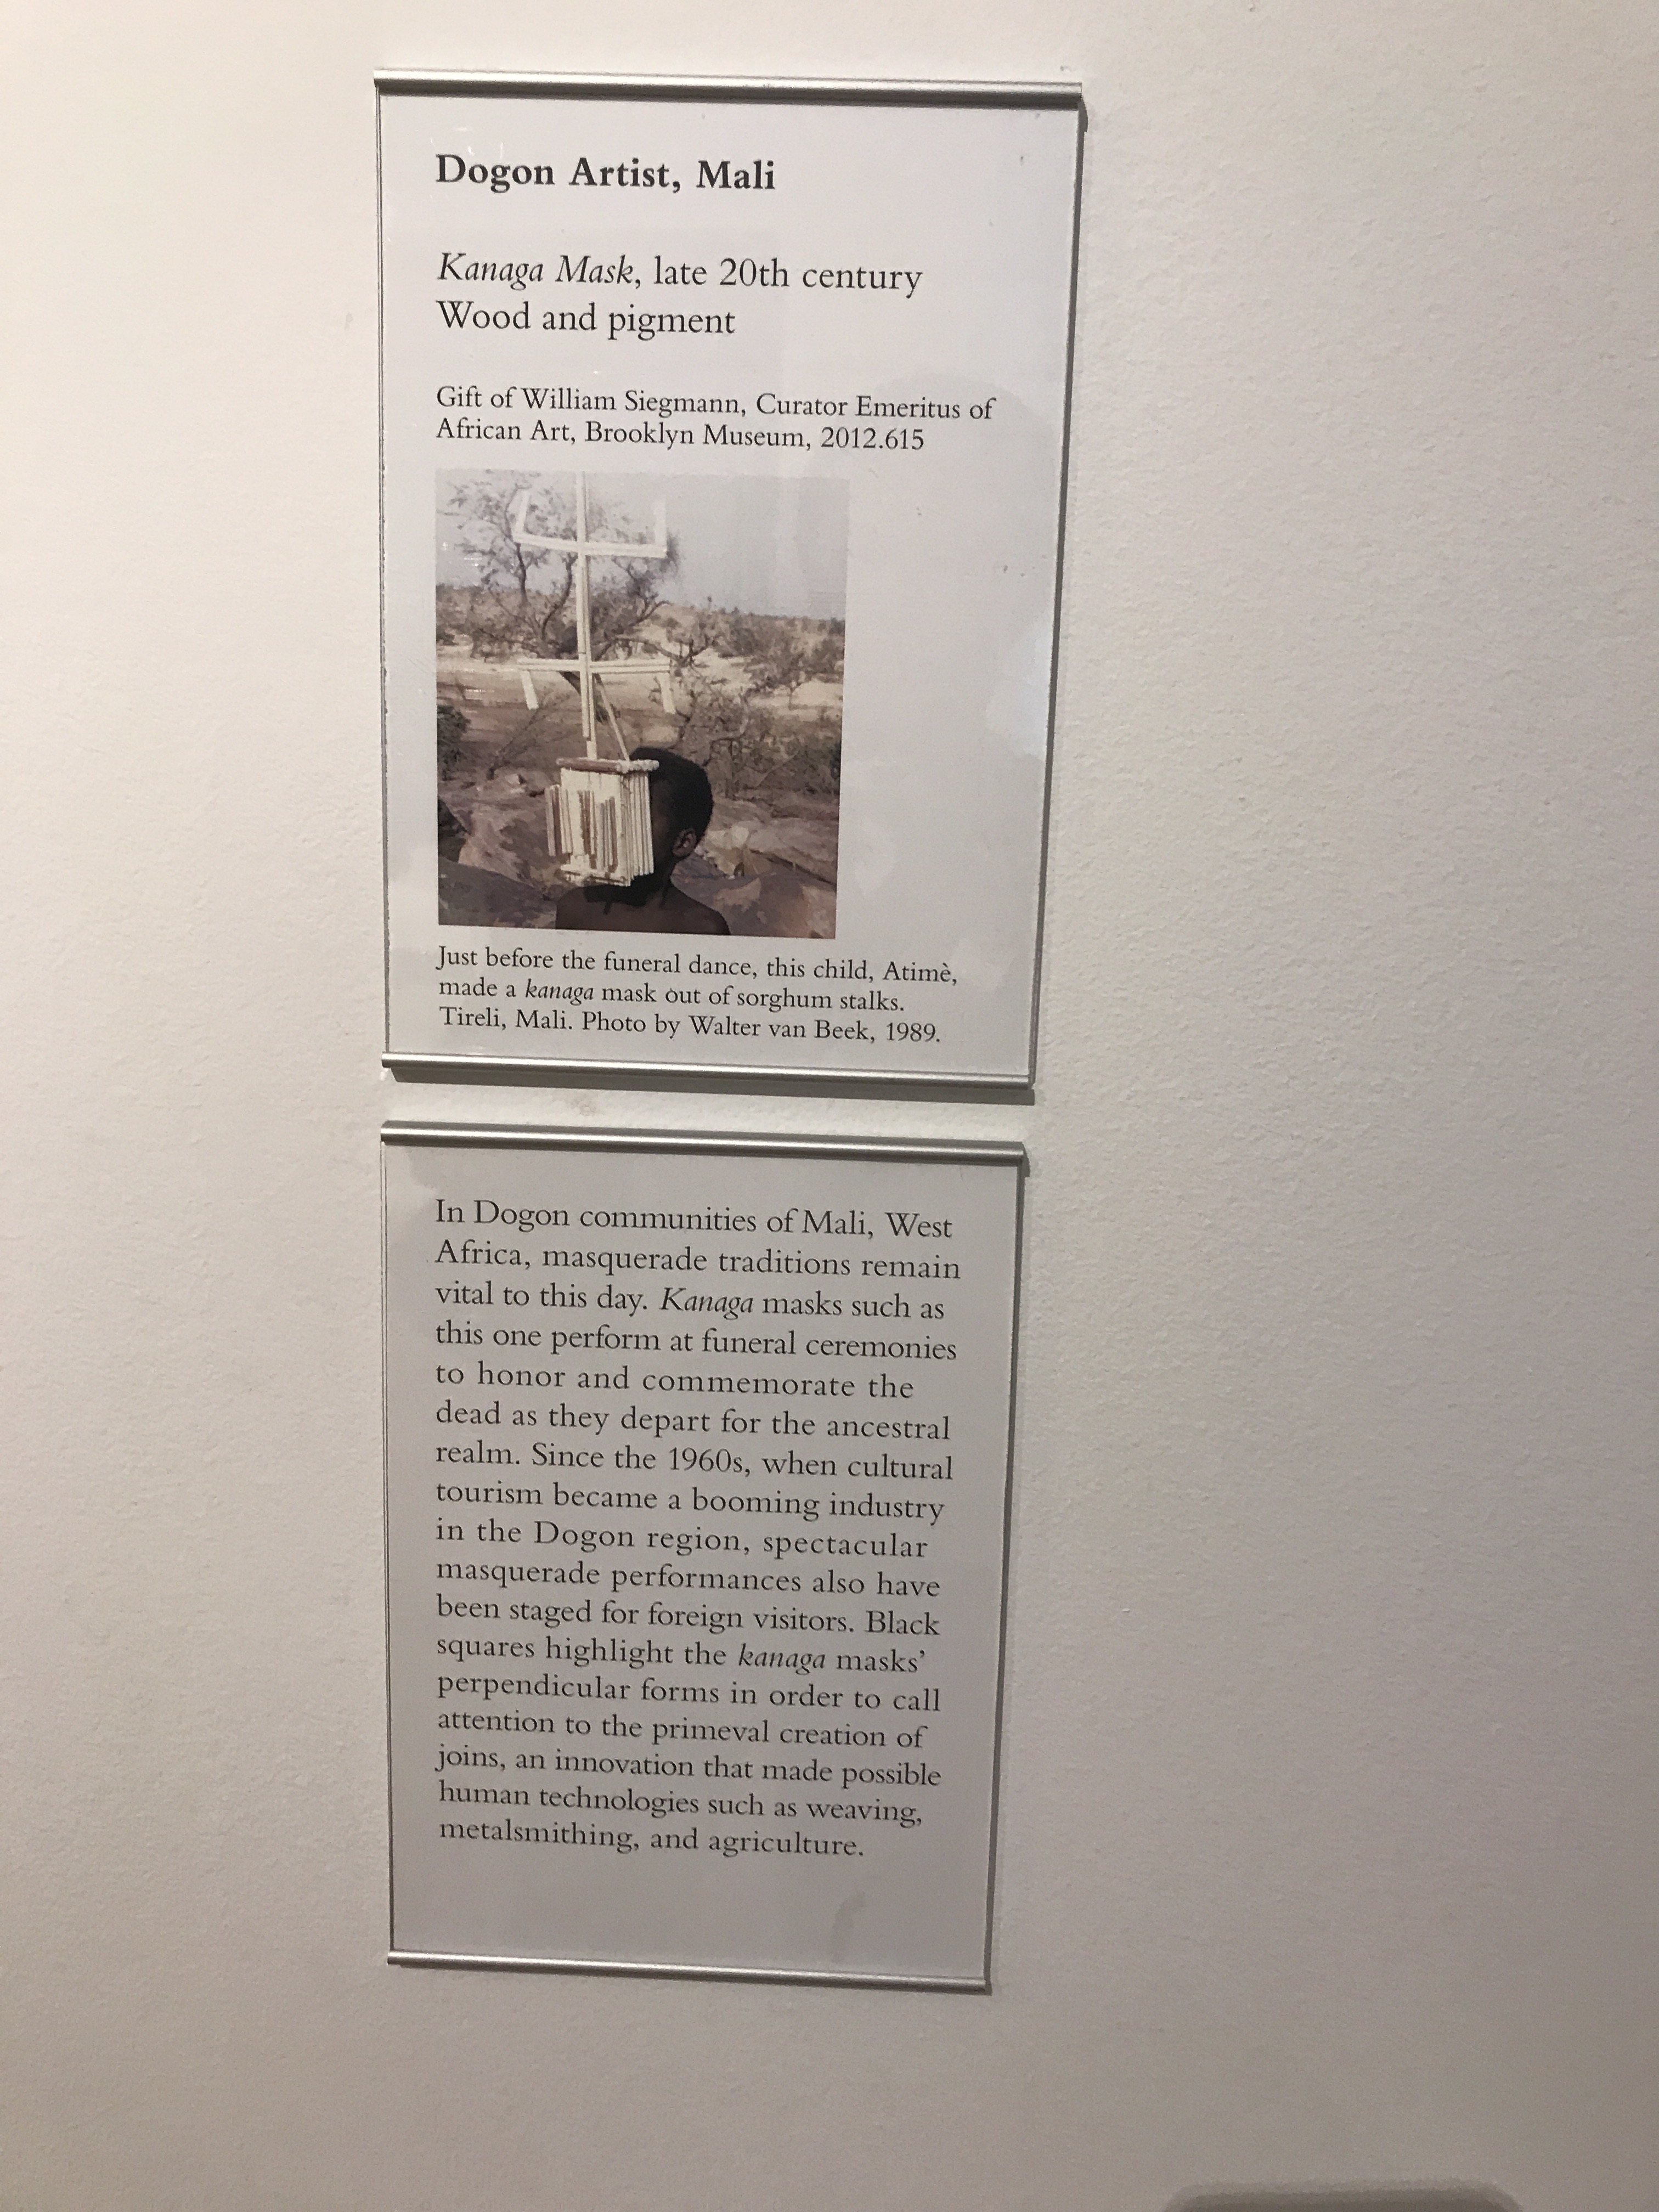 Dogon Artist, Mali
Kanaga Mask, late 20th century
Wood and pigment
Gift of William Siegmann, Curator Emeritus of
African Art, Brooklyn Museum, 2012.615
Just before the funeral dance, this child, Atimè,
made a kanaga mask out of sorghum stalks.
Tireli, Mali. Photo by Walter van Beek, 1989.
In Dogon communities of Mali, West
Africa, masquerade traditions remain
vital to this day. Kanaga masks such as
this one perform at funeral ceremonies
to honor and commemorate the
dead as they depart for the ancestral
realm. Since the 1960s, when cultural
tourism became a booming industry
in the Dogon region, spectacular
masquerade performances also have
been staged for foreign visitors. Black
squares highlight the kanaga masks’
perpendicular forms in order to call
attention to the primeval creation of
joins, an innovation that made possible
human technologies such as weaving,
metalsmithing, and agriculture.